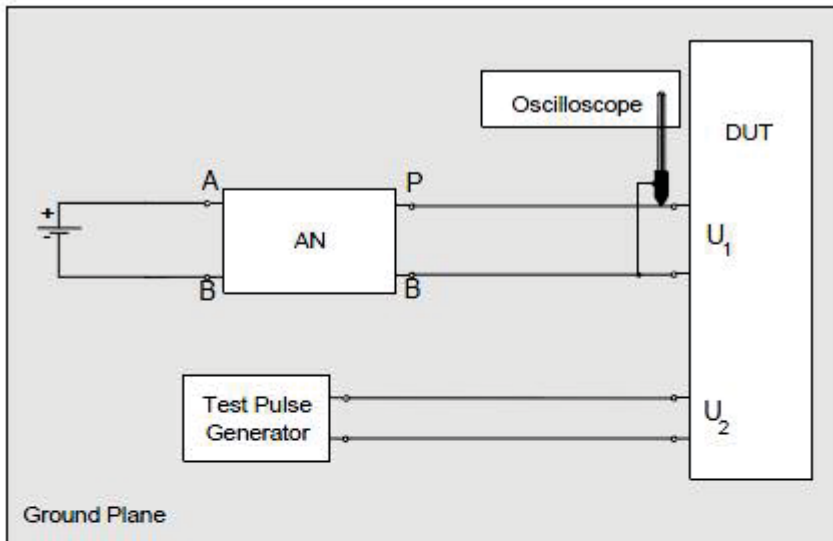 Oscilloscope
DUT
A
P
+
-
AN
U1
B
B
Test Pulse
Generator
U2
Ground Plane